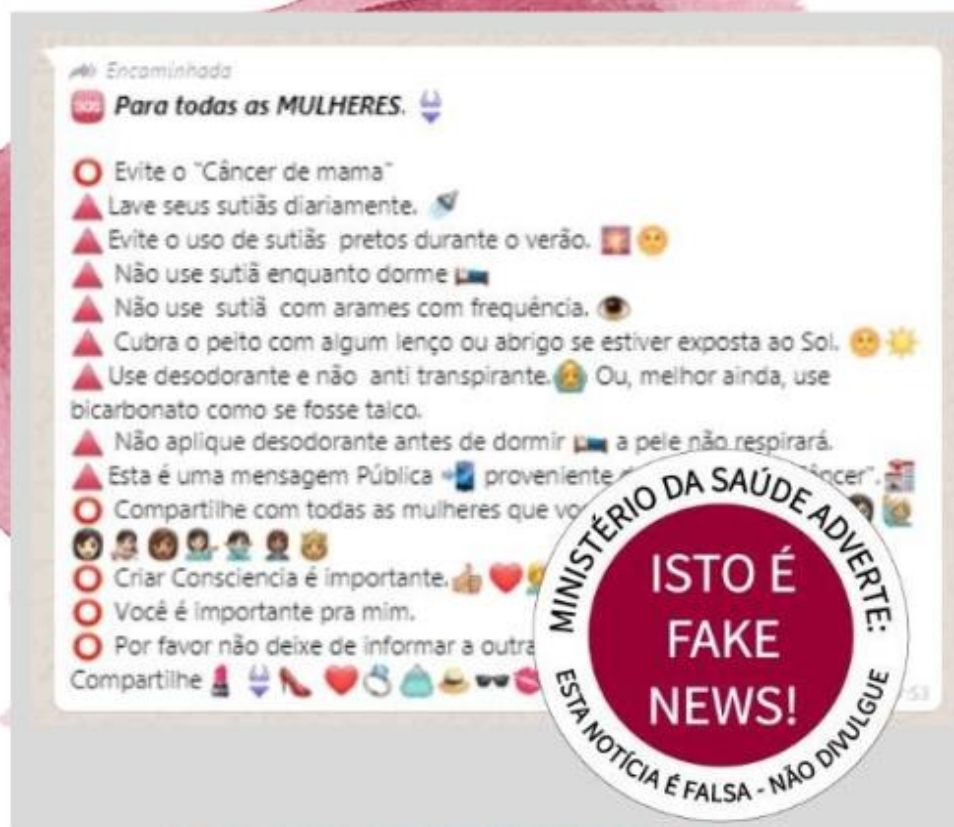 Encaminhada
SOS Para todas as MULHERES.
Evite o "Câncer de mama"
Lave seus sutiãs diariamente.
Evite o uso de sutiãs pretos durante o verão.
Não use sutiã enquanto dorme
Não use sutiã com arames com frequência.
Cubra o peito com algum lenço ou abrigo se estiver exposta ao Sol.
Use desodorante e não anti transpirante. Ou, melhor ainda, use
bicarbonato como se fosse talco.
Não aplique desodorante antes de dormir a pele não respirará.
Esta é uma mensagem Pública proveniente
Compartilhe com todas as mulheres que
Criar Consciencia é importante.
Você é importante pra mim.
Por favor não deixe de informar a
Compartilhe
MINISTÉRIO DA SAÚDE ADVERTE:
ISTO É
FAKE
NEWS!
ESTA NOTÍCIA É FALSA - NÃO DIVULGUE